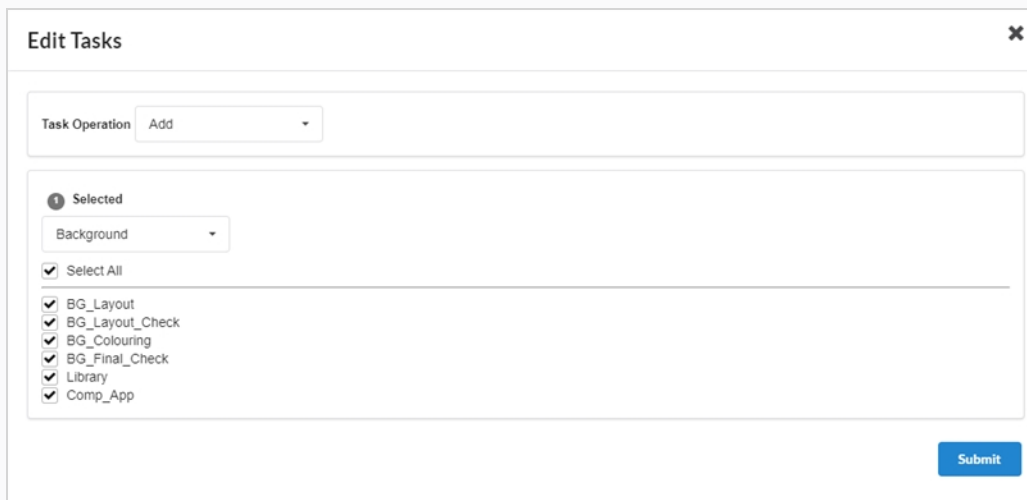 Edit Tasks
Task Operation Add
1 Selected
Background
Select All
BG_Layout
BG_Layout_Check
BG_Colouring
BG_Final_Check
Library
Comp_App
Submit